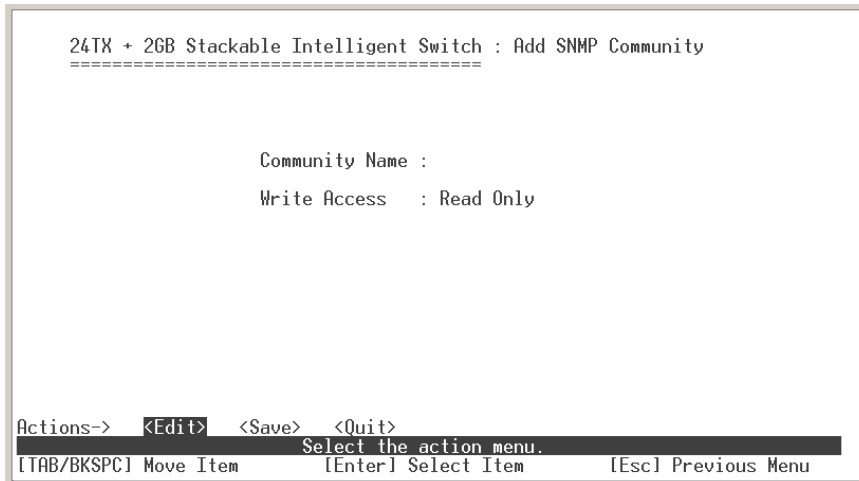 24TX + 2GB Stackable Intelligent Switch : Add SNMP Community
=======================================
Community Name :
Write Access : Read Only
Actions-> <Edit> <Save> <Quit>
Select the action menu.
[TAB/BKSPC] Move Item [Enter] Select Item [Esc] Previous Menu